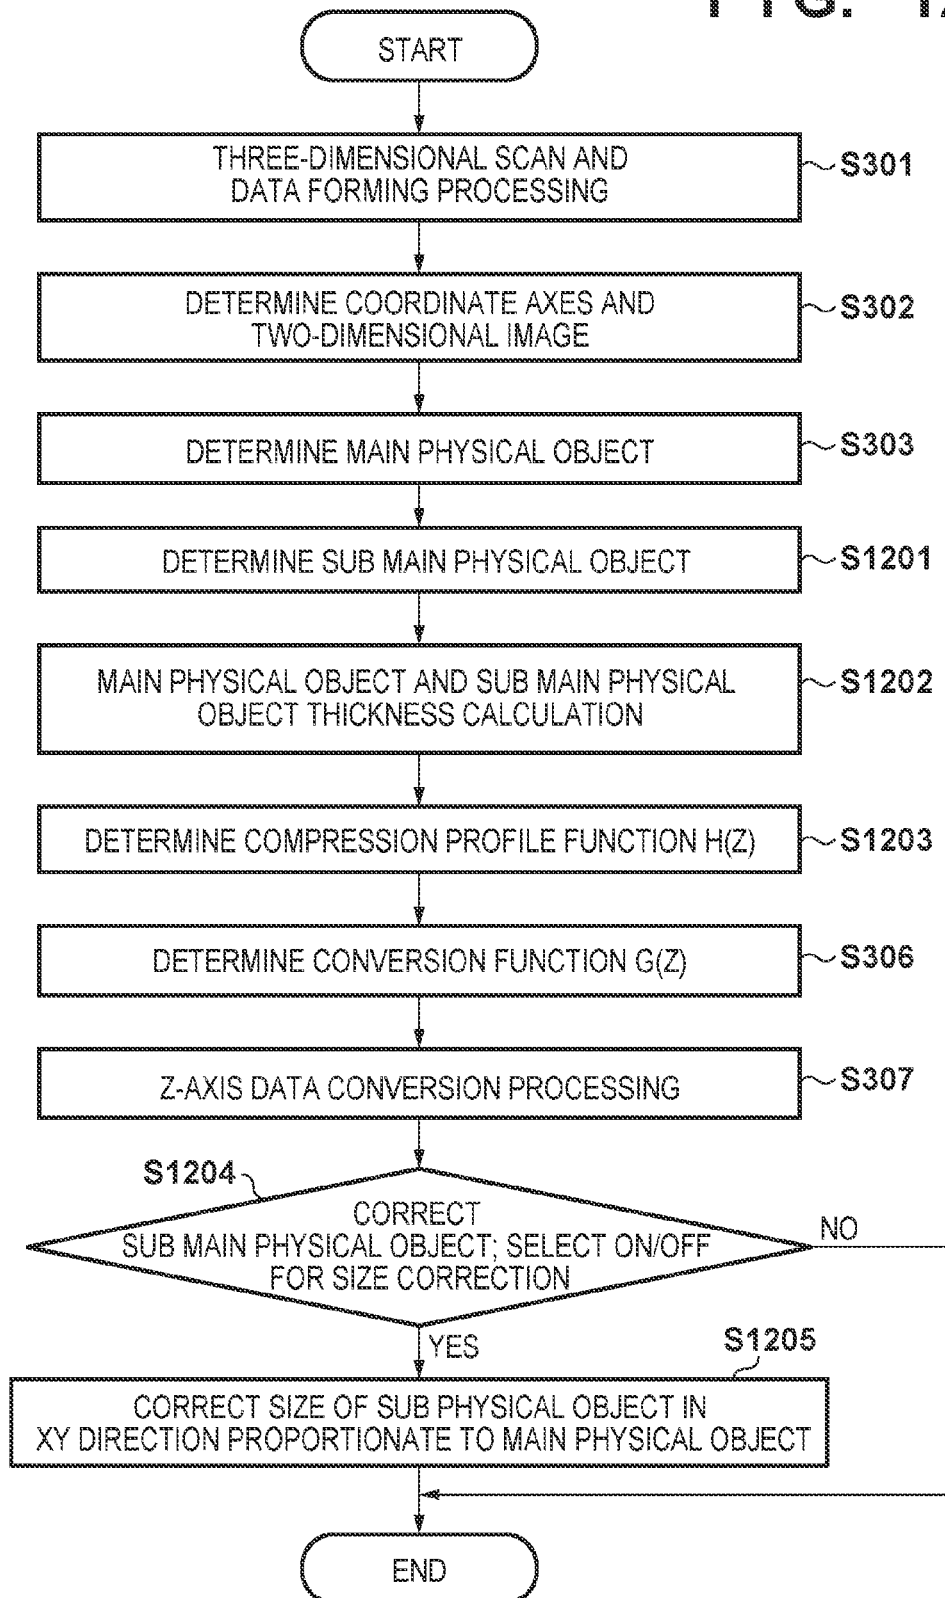 FIG.
START
THREE-DIMENSIONAL SCAN AND
DATA FORMING PROCESSING
S301
DETERMINE COORDINATE AXES AND
TWO-DIMENSIONAL IMAGE
S302
DETERMINE MAIN PHYSICAL OBJECT
S303
DETERMINE SUB MAIN PHYSICAL OBJECT
S1201
MAIN PHYSICAL OBJECT AND SUB MAIN PHYSICAL
OBJECT THICKNESS CALCULATION
S1202
DETERMINE COMPRESSION PROFILE FUNCTION H(Z)
S1203
DETERMINE CONVERSION FUNCTION G(Z)
S306
Z-AXIS DATA CONVERSION PROCESSING
S307
S1204
CORRECT
SUB MAIN PHYSICAL OBJECT; SELECT ON/OFF
FOR SIZE CORRECTION
NO
YES
S1205
CORRECT SIZE OF SUB PHYSICAL OBJECT IN
XY DIRECTION PROPORTIONATE TO MAIN PHYSICAL OBJECT
END